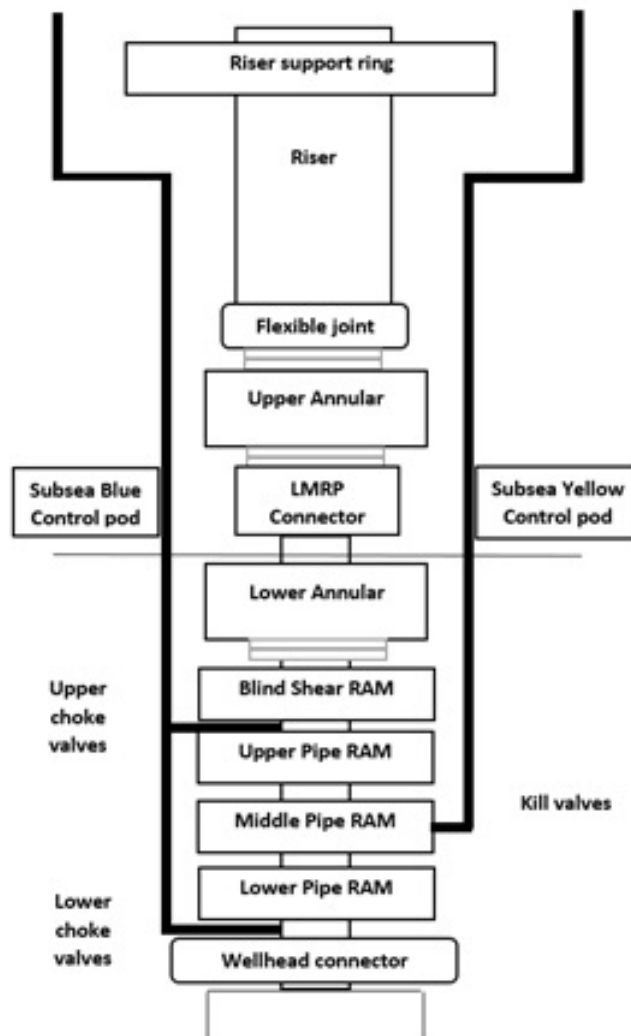 Riser support ring
Riser
Flexible joint
Upper Annular
Subsea Blue
Control pod
LMRP
Connector
Subsea Yellow
Control pod
Lower Annular
Blind Shear RAM
Upper
choke
valves
Upper Pipe RAM
Middle Pipe RAM
Kill valves
Lower Pipe RAM
Lower
choke
valves
Wellhead connector